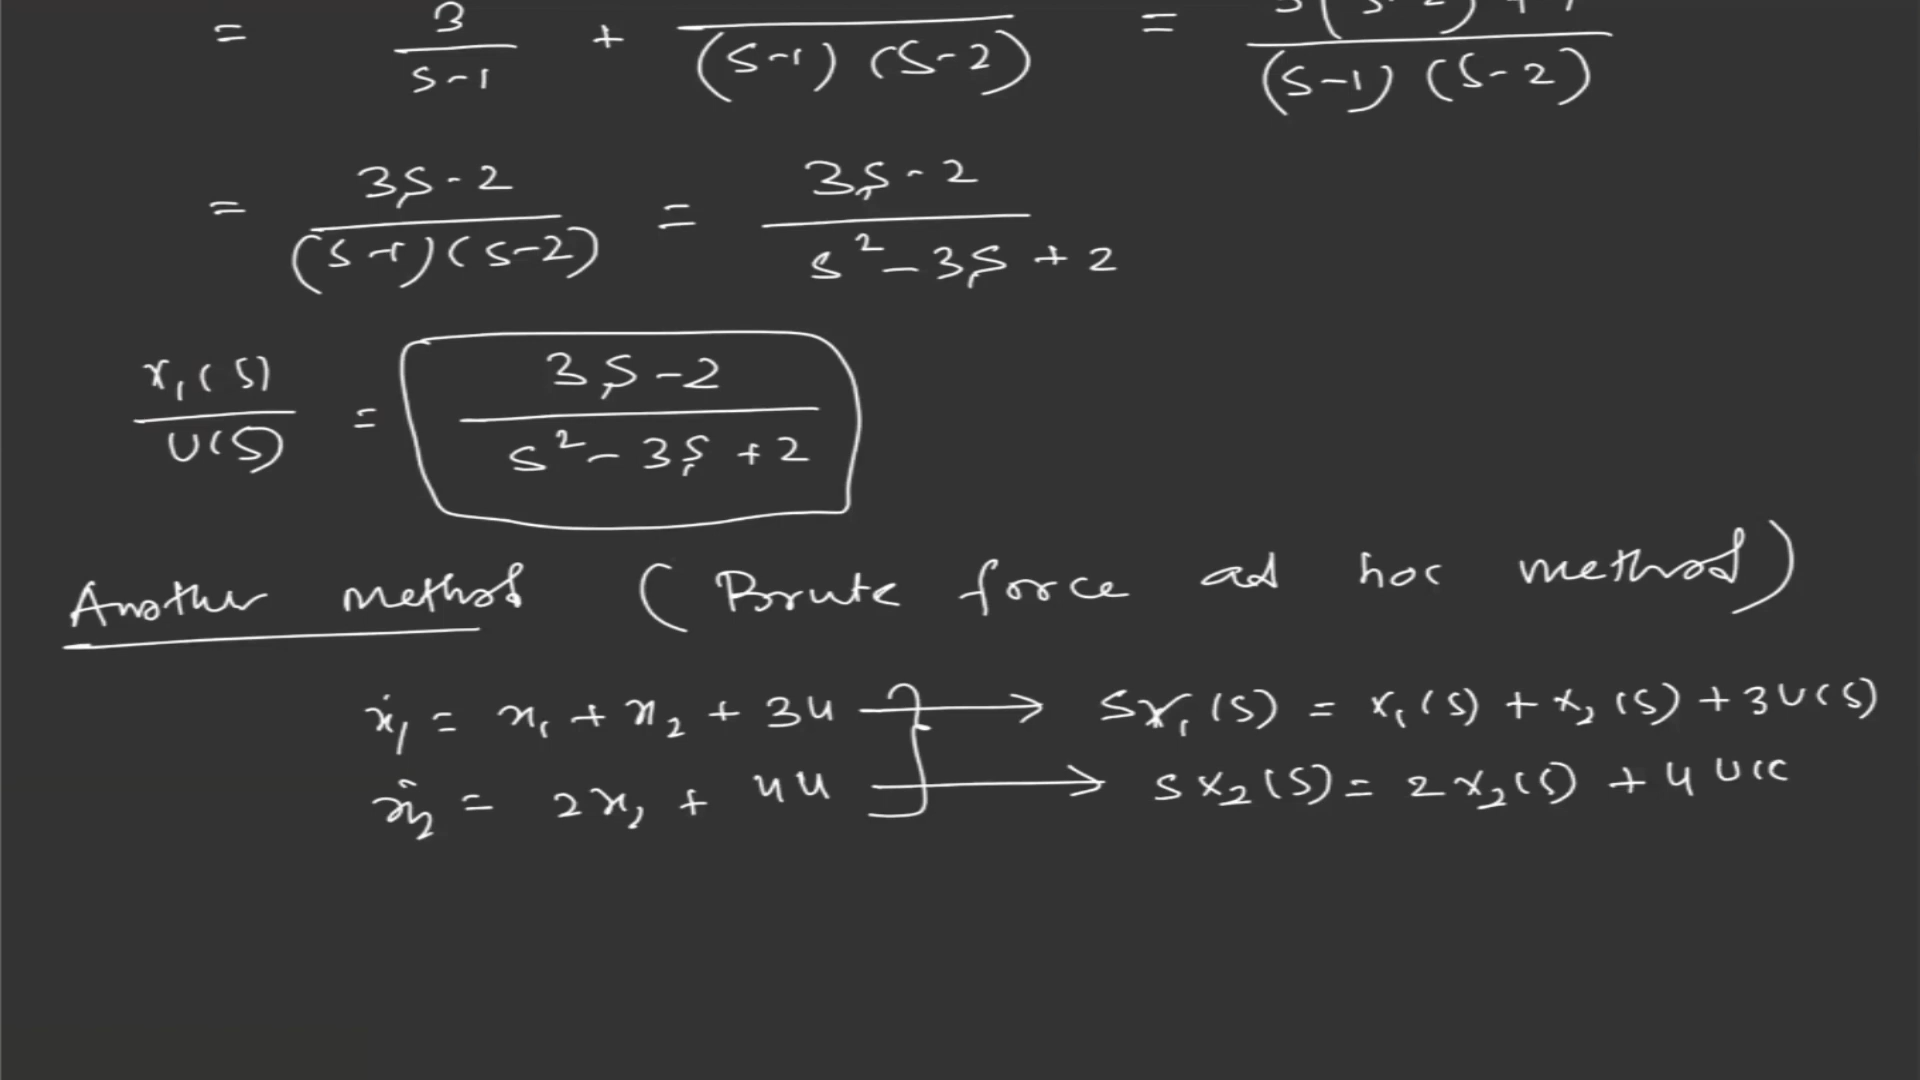 = 3/(s-1) + /((s-1)(s-2)) = /((s-1)(s-2))
= (3s-2)/((s-1)(s-2)) = (3s-2)/(s²-3s+2)
x₁(s)/U(s) = (3s-2)/(s²-3s+2)
Another method (Brute force ad hoc method)
ẋ₁ = x₁ + x₂ + 3u → sx₁(s) = x₁(s) + x₂(s) + 3U(s)
ẋ₂ = 2x₂ + 4u → sx₂(s) = 2x₂(s) + 4U(